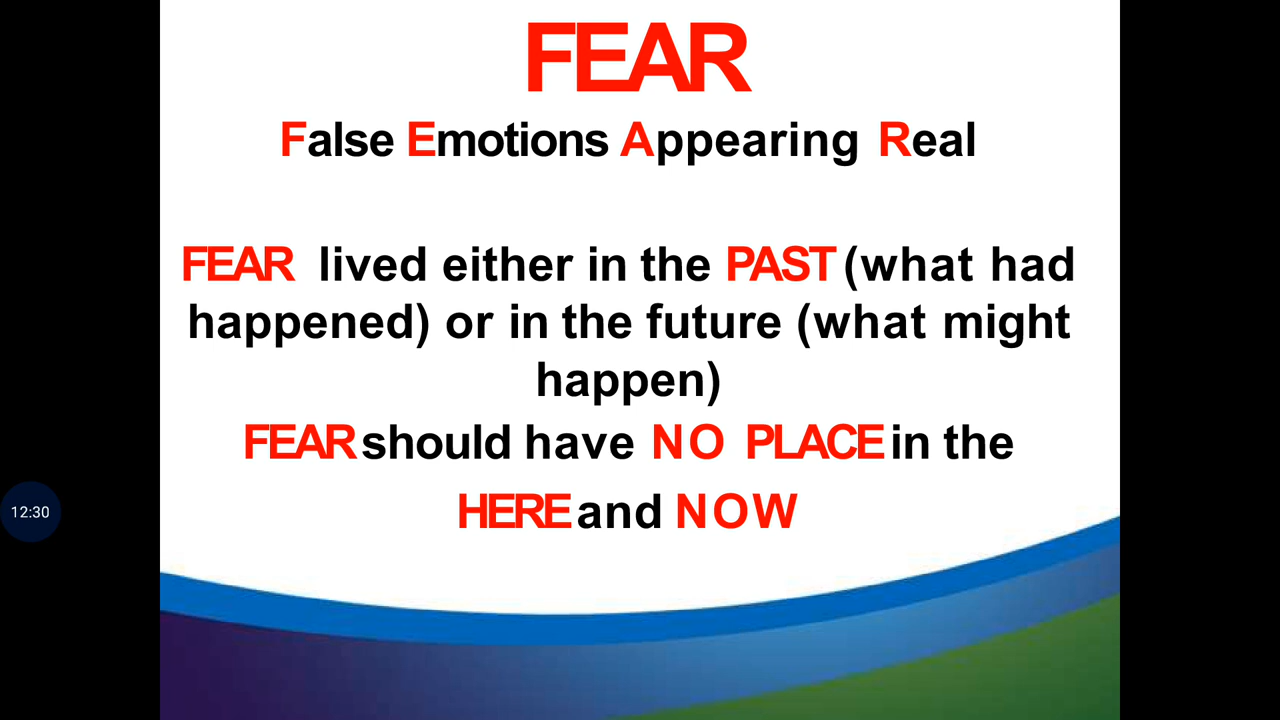 FEAR
False Emotions Appearing Real
FEAR lived either in the PAST (what had
happened) or in the future (what might
happen)
FEAR should have NO PLACE in the
HERE and NOW
12:30